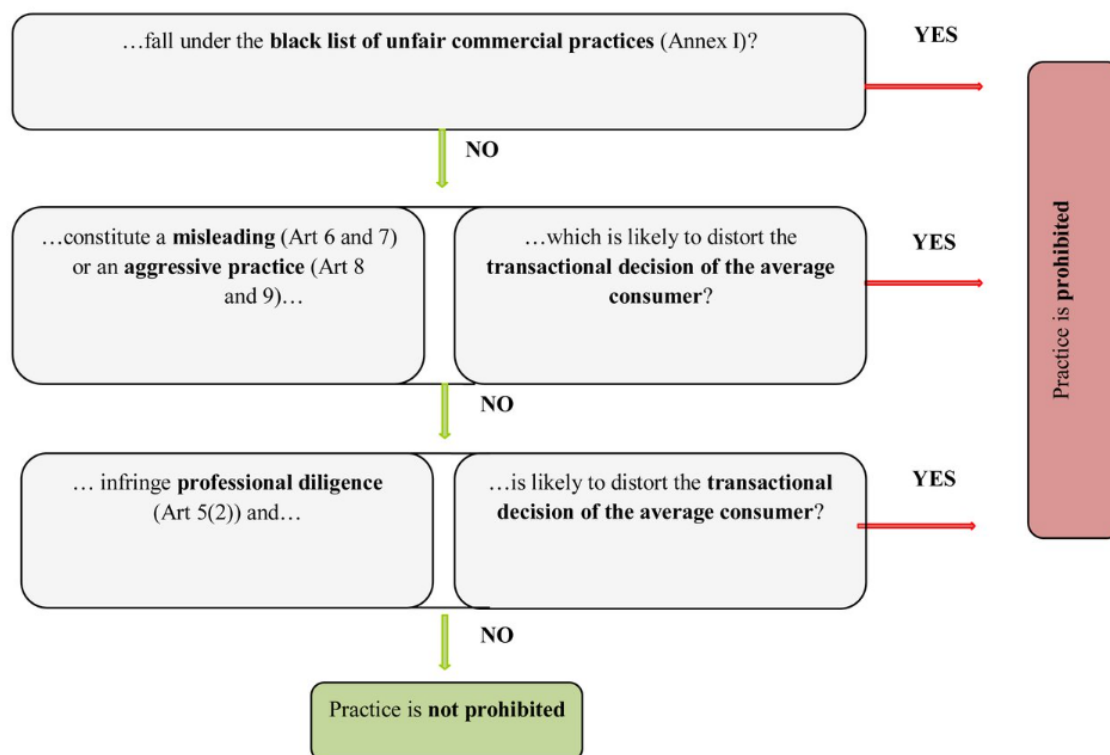 …fall under the black list of unfair commercial practices (Annex I)?
YES
NO
…constitute a misleading (Art 6 and 7)
or an aggressive practice (Art 8
and 9)…
…which is likely to distort the
transactional decision of the average
consumer?
YES
NO
… infringe professional diligence
(Art 5(2)) and…
…is likely to distort the transactional
decision of the average consumer?
YES
NO
Practice is prohibited
Practice is not prohibited